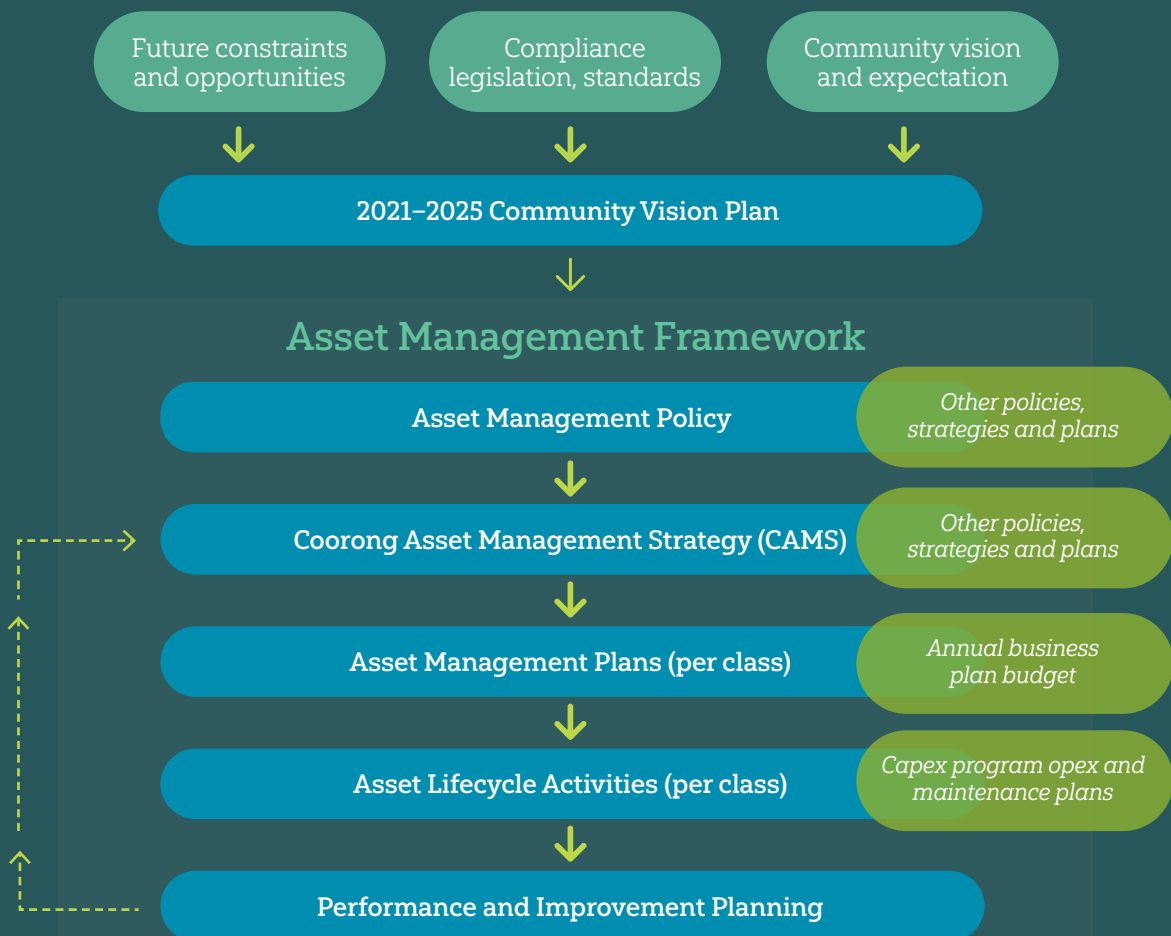 Future constraints
and opportunities
Compliance
legislation, standards
Community vision
and expectation
2021–2025 Community Vision Plan
Asset Management Framework
Asset Management Policy
Other policies,
strategies and plans
Coorong Asset Management Strategy (CAMS)
Other policies,
strategies and plans
Asset Management Plans (per class)
Annual business
plan budget
Asset Lifecycle Activities (per class)
Capex program opex and
maintenance plans
Performance and Improvement Planning